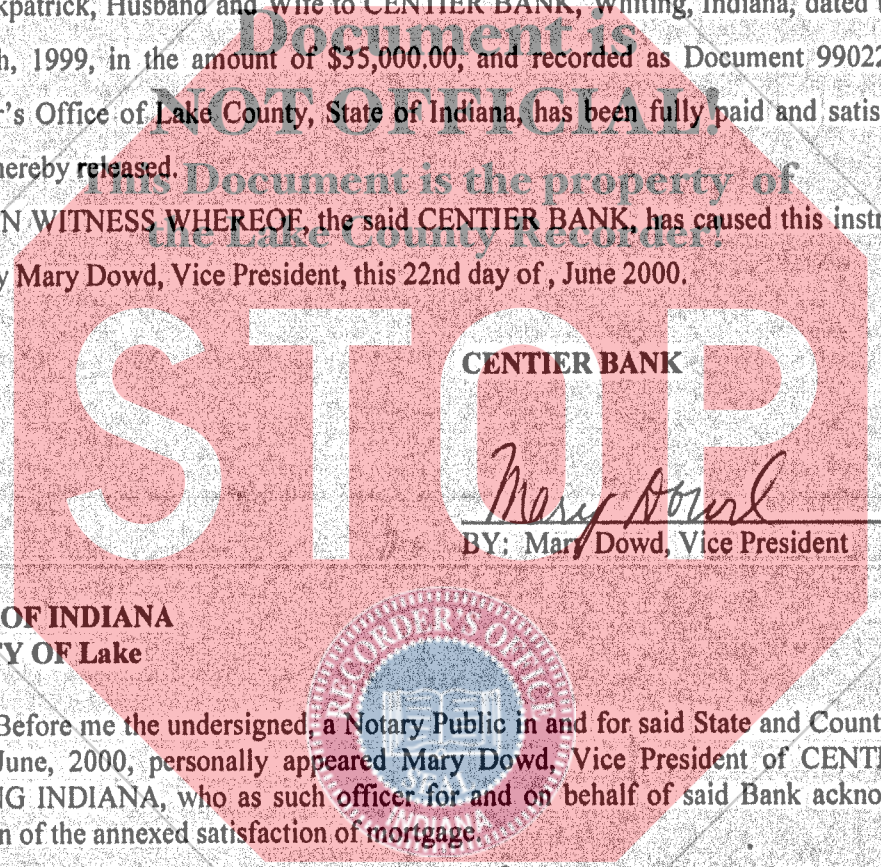 kpatrick, Husband and Wife to CENTIER BANK, Whiting, Indiana, dated
Document is
h, 1999, in the amount of $35,000.00, and recorded as Document 99022
NOT OFFICIAL!
r's Office of Lake County, State of Indiana, has been fully paid and satis
hereby released.
This Document is the property of
N WITNESS WHEREOF, the said CENTIER BANK, has caused this instr
the Lake County Recorder!
y Mary Dowd, Vice President, this 22nd day of , June 2000.
STOP
CENTIER BANK
Mary Dowd
BY: Mary Dowd, Vice President
OF INDIANA
TY OF Lake
RECORDER'S OFFICE
SEAL
INDIANA
Before me the undersigned, a Notary Public in and for said State and Count
June, 2000, personally appeared Mary Dowd, Vice President of CENTI
NG INDIANA, who as such officer for and on behalf of said Bank ackno
n of the annexed satisfaction of mortgage.